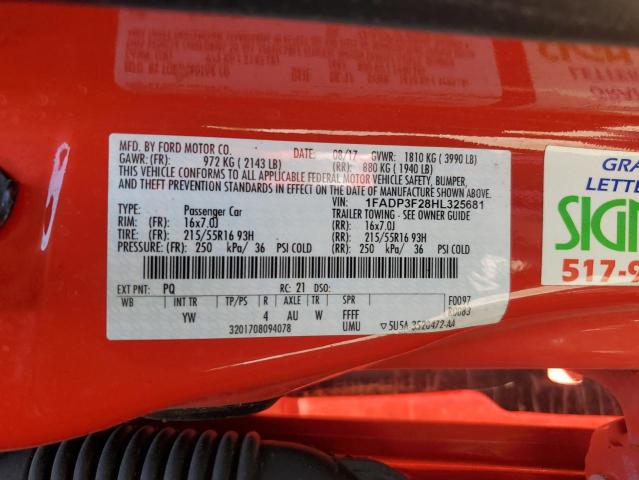 MFD. BY FORD MOTOR CO. DATE: 08/17 GVWR: 1810 KG ( 3990 LB)
GAWR:(FR): 972 KG ( 2143 LB) (RR): 880 KG ( 1940 LB)
THIS VEHICLE CONFORMS TO ALL APPLICABLE FEDERAL MOTOR VEHICLE SAFETY, BUMPER,
AND THEFT PREVENTION STANDARDS IN EFFECT ON THE DATE OF MANUFACTURE SHOWN ABOVE.
VIN: 1FADP3F28HL325681
TYPE: Passenger Car TRAILER TOWING - SEE OWNER GUIDE
RIM: (FR): 16x7.0J (RR): 16x7.0J
TIRE: (FR): 215/55R16 93H (RR): 215/55R16 93H
PRESSURE: (FR): 250 kPa/ 36 PSI COLD (RR): 250 kPa/ 36 PSI COLD
EXT PNT: PQ RC: 21 DSO:
WB INT TR TP/PS R AXLE TR SPR F0097
YW 4 AU W FFFF R0083
3201708094078 UMU ▽ 5U5A 3520472-AA
GRA
LETTE
SIGN
517-9